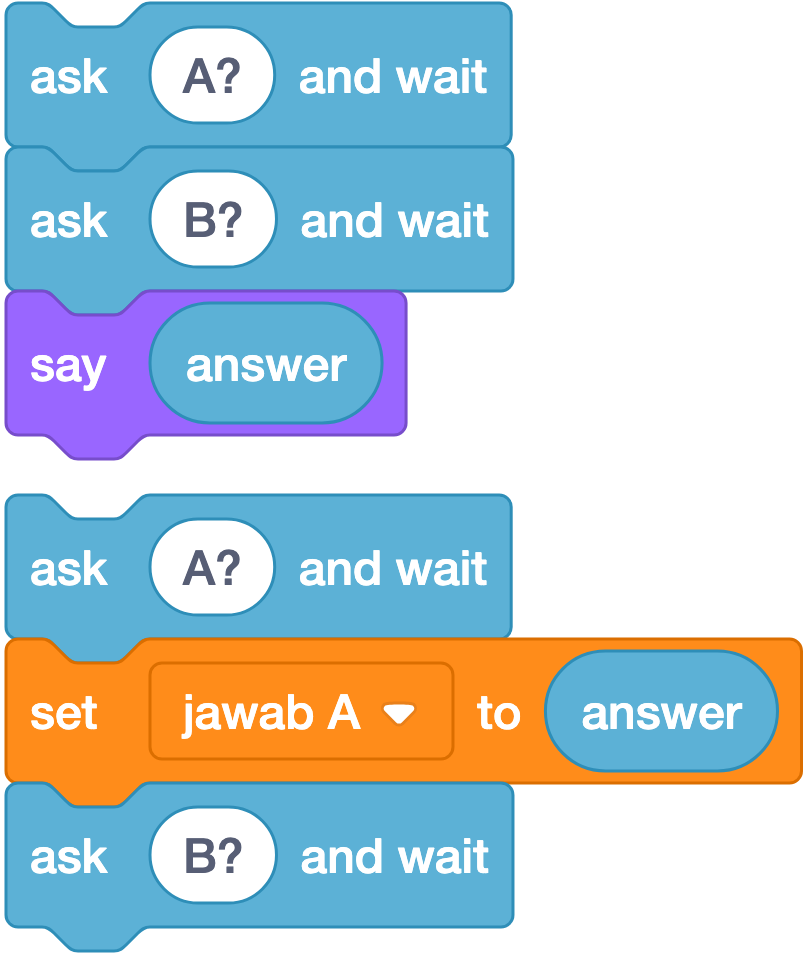 ask A? and wait
ask B? and wait
say answer
ask A? and wait
set jawab A to answer
ask B? and wait